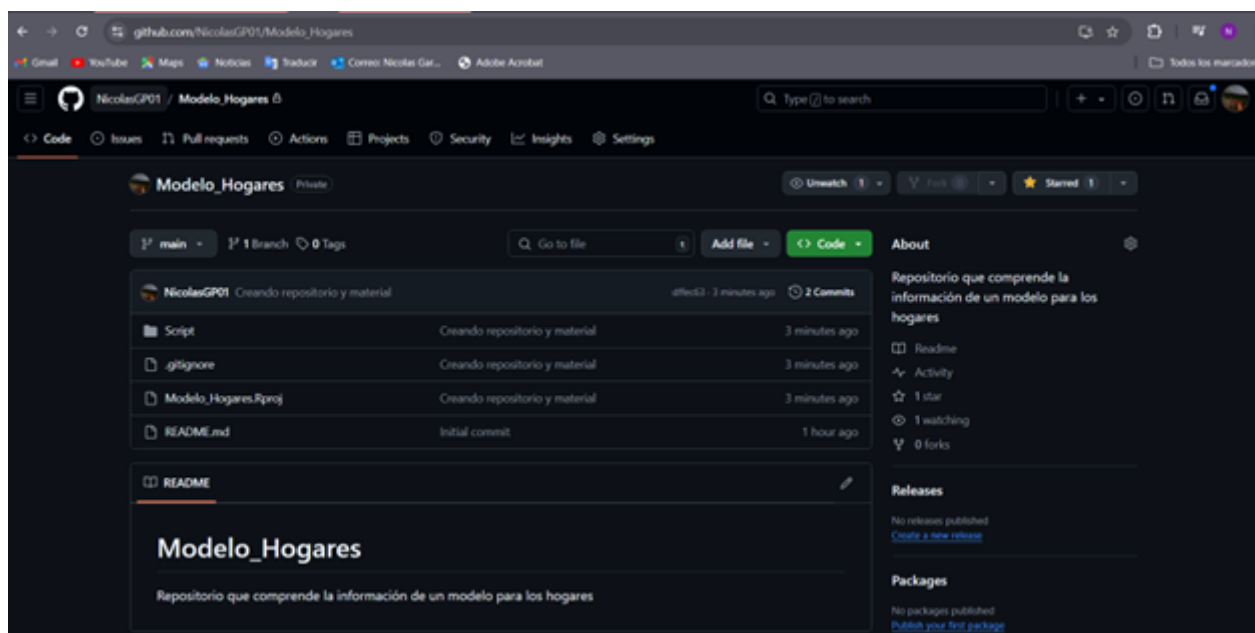 github.com/NicolasGP01/Modelo_Hogares
Gmail YouTube Maps Noticias Traducir Correo: Nicolas Gar... Adobe Acrobat Todos los marcador
NicolasGP01 / Modelo_Hogares Type / to search
Code Issues Pull requests Actions Projects Security Insights Settings
Modelo_Hogares Private Unwatch 1 Fork 0 Starred 1
main 1 Branch 0 Tags Go to file t Add file Code About
Repositorio que comprende la
información de un modelo para los
hogares
NicolasGP01 Creando repositorio y material 3 minutes ago 2 Commits
Script Creando repositorio y material 3 minutes ago
.gitignore Creando repositorio y material 3 minutes ago
Modelo_Hogares.Rproj Creando repositorio y material 3 minutes ago
README.md Initial commit 1 hour ago
Readme
Activity
1 star
1 watching
0 forks
README
Modelo_Hogares
Repositorio que comprende la información de un modelo para los hogares
Releases
No releases published
Create a new release
Packages
No packages published
Publish your first package